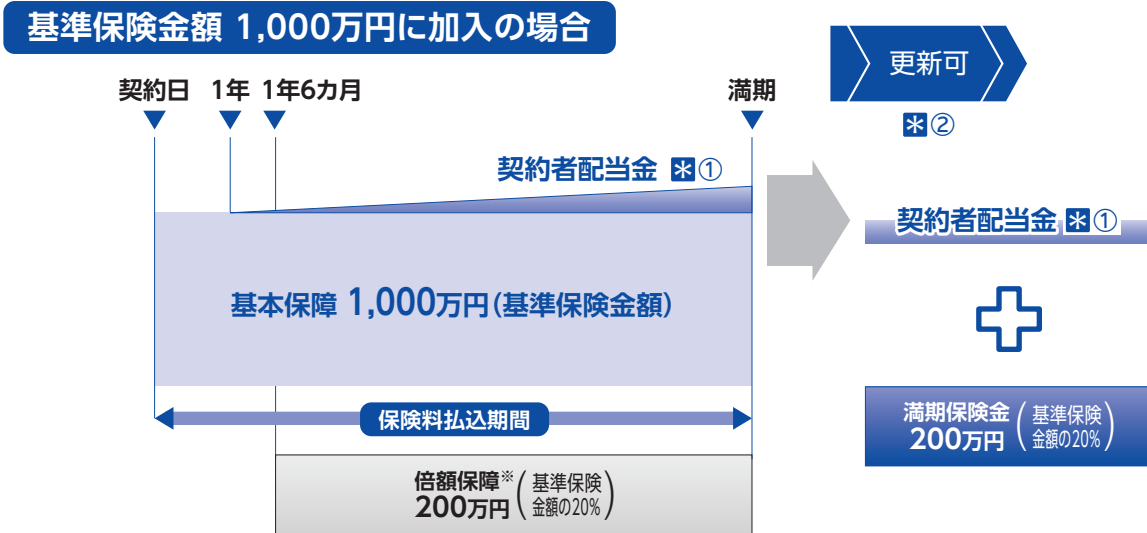 基準保険金額 1,000万円に加入の場合
更新可
*②
契約日 1年 1年6カ月 満期
契約者配当金 *①
契約者配当金 *①
基本保障 1,000万円(基準保険金額)
保険料払込期間
満期保険金
200万円
(基準保険
金額の20%)
倍額保障※
200万円
(基準保険
金額の20%)